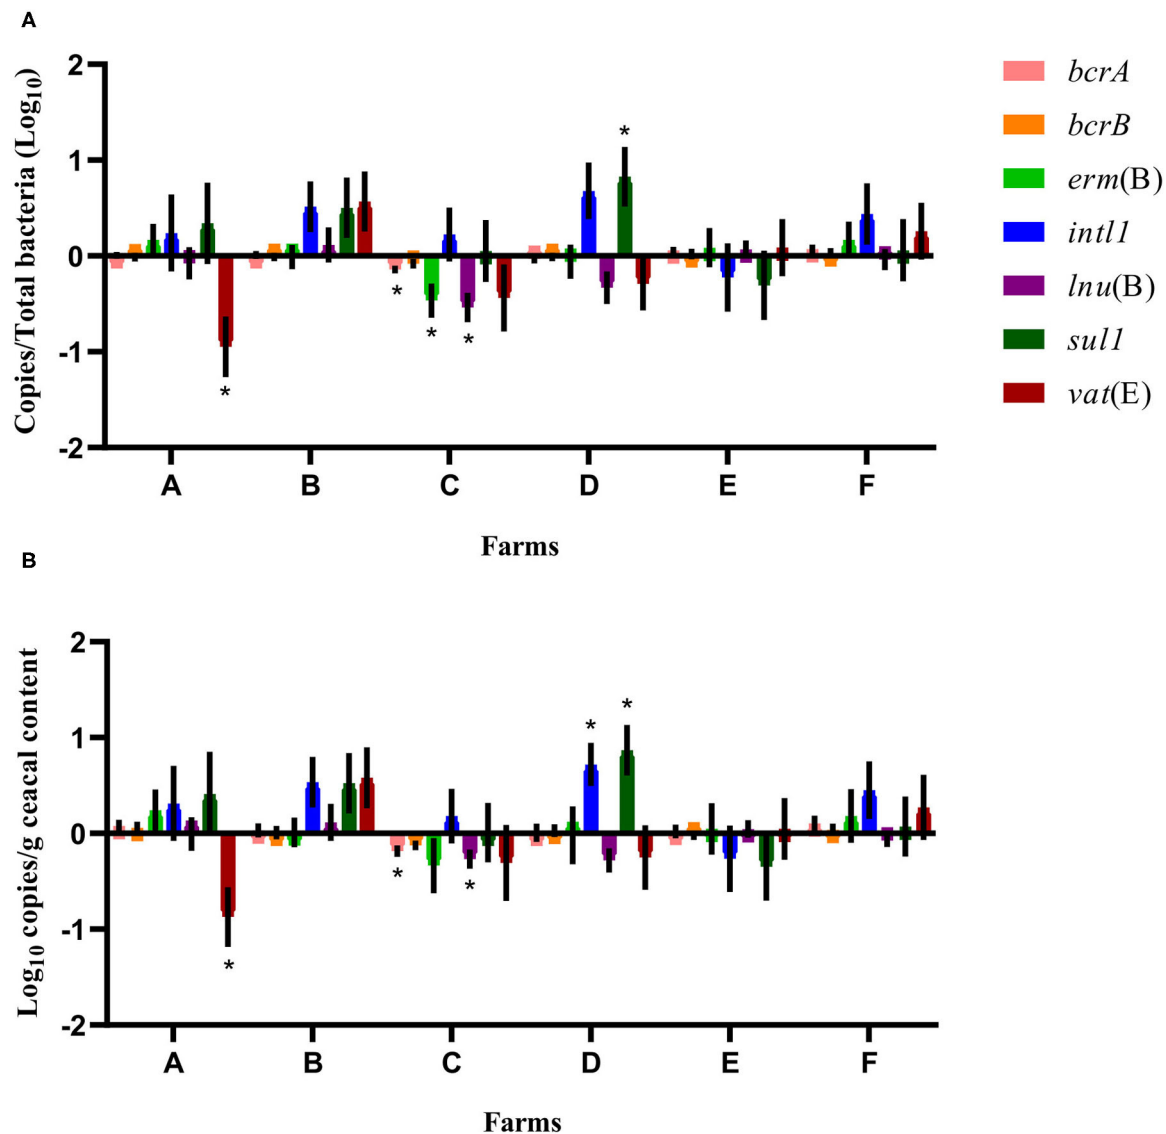 A
Copies/Total bacteria (Log10)
2
1
0
-1
-2
*
*
*
*
*
A B C D E F
Farms
bcrA
bcrB
erm(B)
intl1
lnu(B)
sul1
vat(E)
B
Log10 copies/g ceacal content
2
1
0
-1
-2
*
*
*
*
*
A B C D E F
Farms